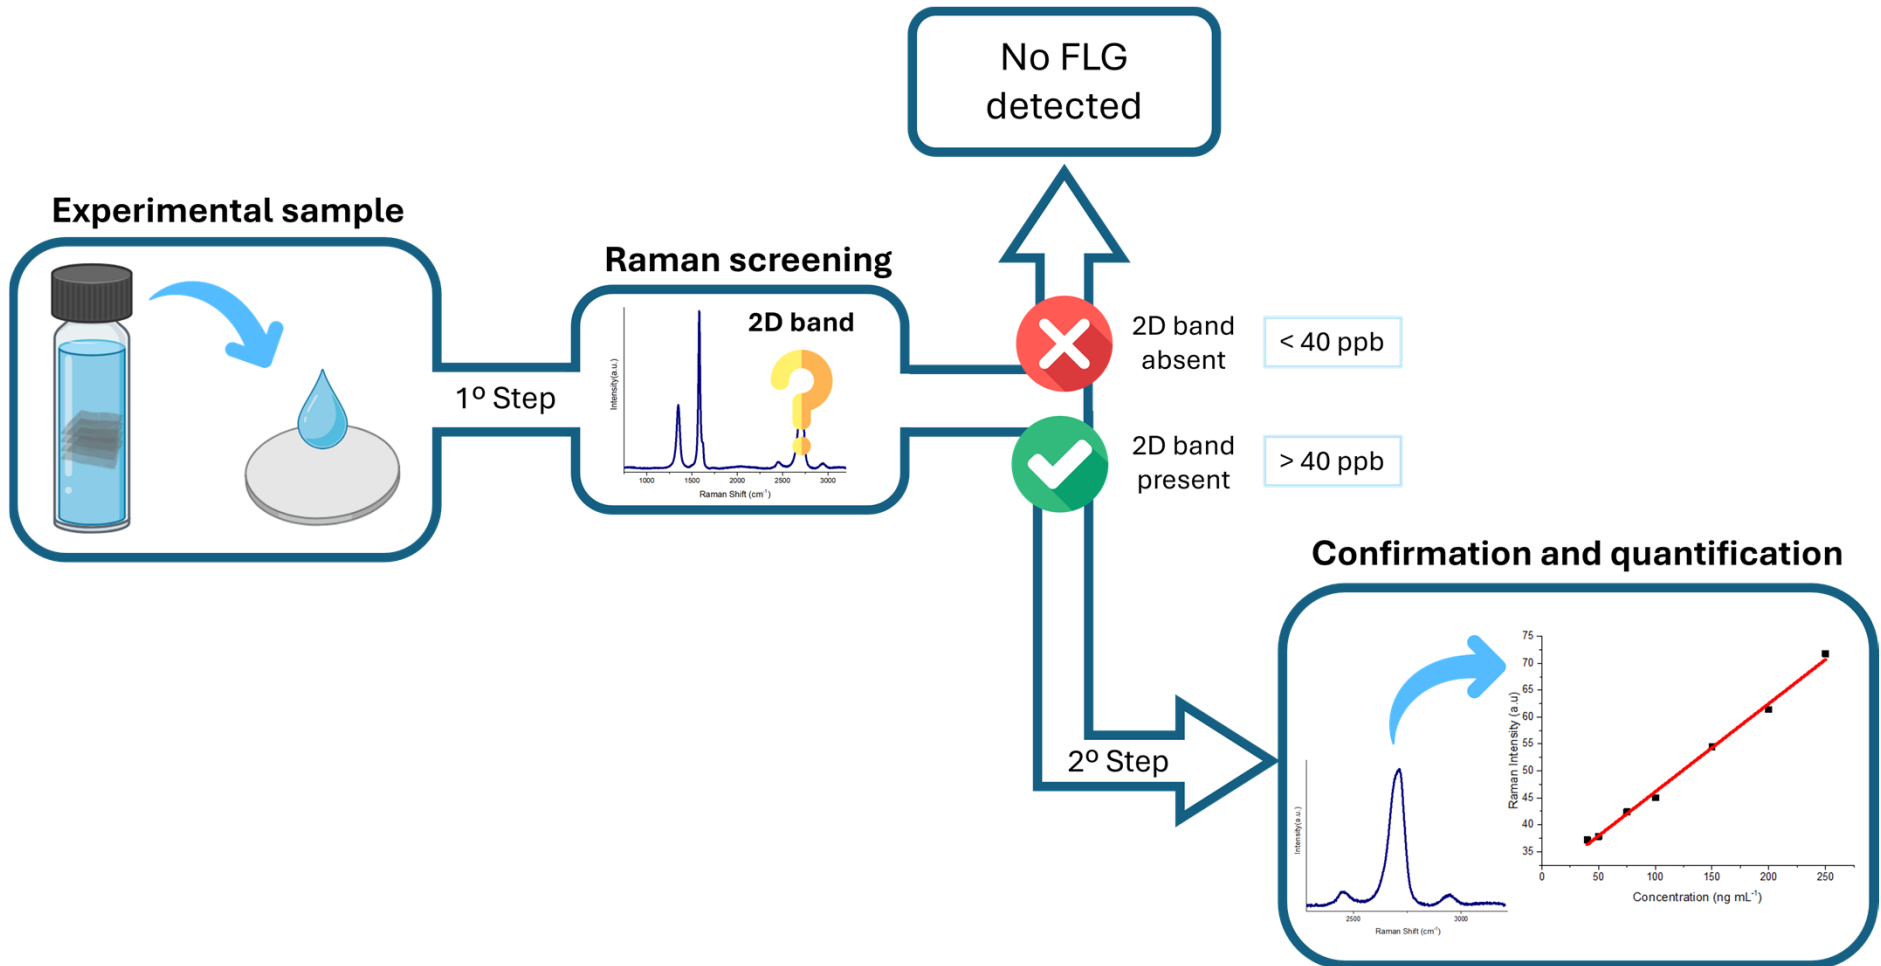 No FLG
detected
Experimental sample
Raman screening
2D band
Intensity(a.u.)
1000 1500 2000 2500 3000
Raman Shift (cm⁻¹)
1º Step
2D band
absent
< 40 ppb
2D band
present
> 40 ppb
2º Step
Confirmation and quantification
Intensity(a.u.)
2500 3000
Raman Shift (cm⁻¹)
Raman Intensity (a.u)
75
70
65
60
55
50
45
40
35
0 50 100 150 200 250
Concentration (ng mL⁻¹)